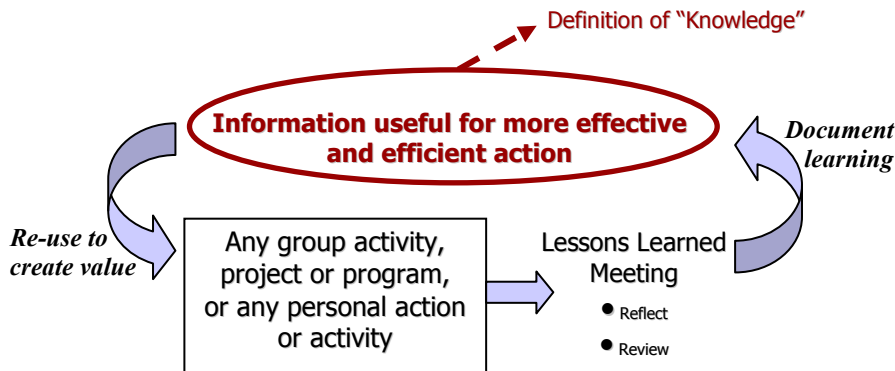 Definition of “Knowledge”
Information useful for more effective
and efficient action
Document
learning
Re-use to
create value
Any group activity,
project or program,
or any personal action
or activity
Lessons Learned
Meeting
● Reflect
● Review